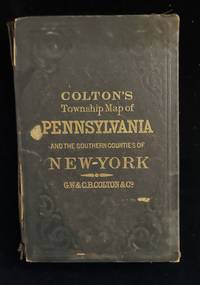 COLTON'S
Township Map of
PENNSYLVANIA
AND THE SOUTHERN COUNTIES OF
NEW-YORK
G.W.& C.B. COLTON & Co.